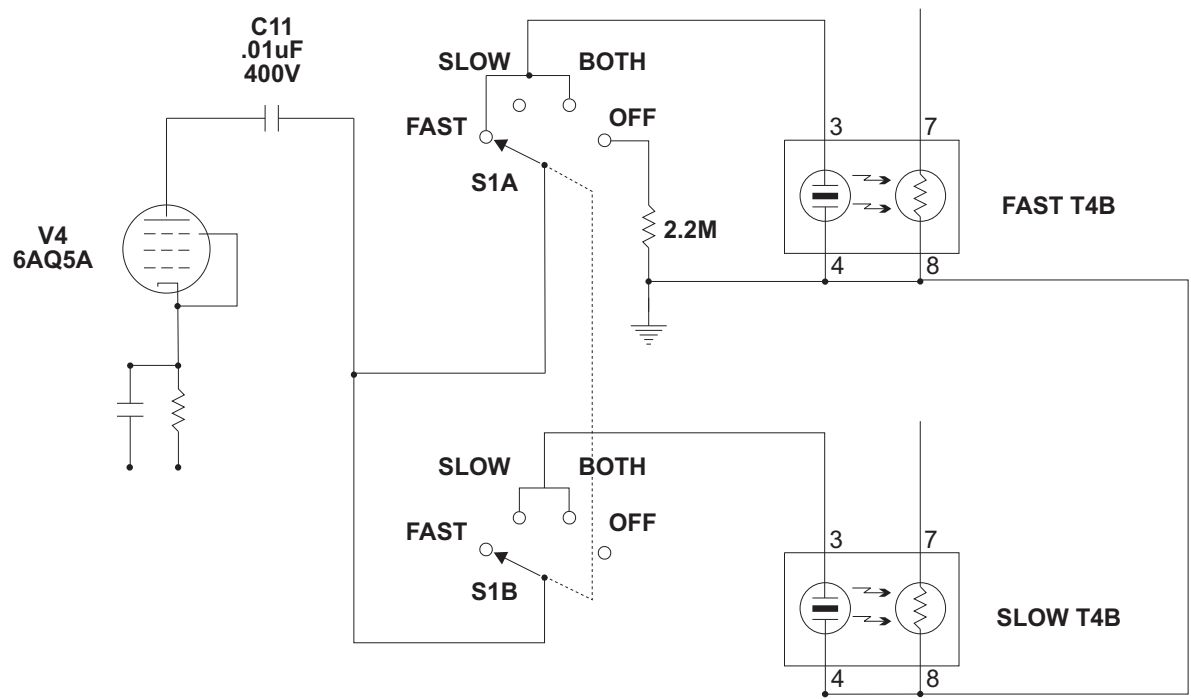 C11
.01uF
400V
SLOW BOTH
FAST OFF
S1A
3 7
2.2M
FAST T4B
4 8
V4
6AQ5A
SLOW BOTH
FAST OFF
S1B
3 7
SLOW T4B
4 8